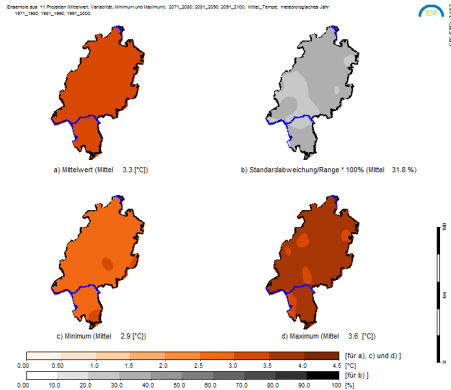 Ensemble aus 11 Projekten (Mittelwert, Variabilität, Minimum und Maximum); 2071_2080; 2081_2090; 2091_2100; Mittel_Tempe; meteorologisches Jahr
1971_1980; 1981_1990; 1991_2000;
IDP
a) Mittelwert (Mittel 3.3 [°C])
b) Standardabweichung/Range * 100% (Mittel 31.8 %)
c) Minimum (Mittel 2.9 [°C])
d) Maximum (Mittel 3.6 [°C])
[für a), c) und d) ]
0.00 0.50 1.0 1.5 2.0 2.5 3.0 3.5 4.0 4.5 [°C]
[für b) ]
0.00 10.0 20.0 30.0 40.0 50.0 60.0 70.0 80.0 90.0 100 [%]